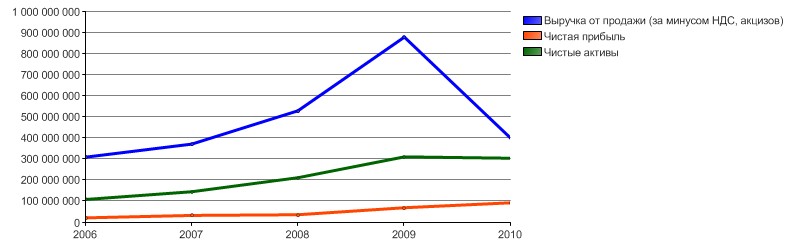 1 000 000 000
900 000 000
800 000 000
700 000 000
600 000 000
500 000 000
400 000 000
300 000 000
200 000 000
100 000 000
0
2006 2007 2008 2009 2010
Выручка от продажи (за минусом НДС, акцизов)
Чистая прибыль
Чистые активы